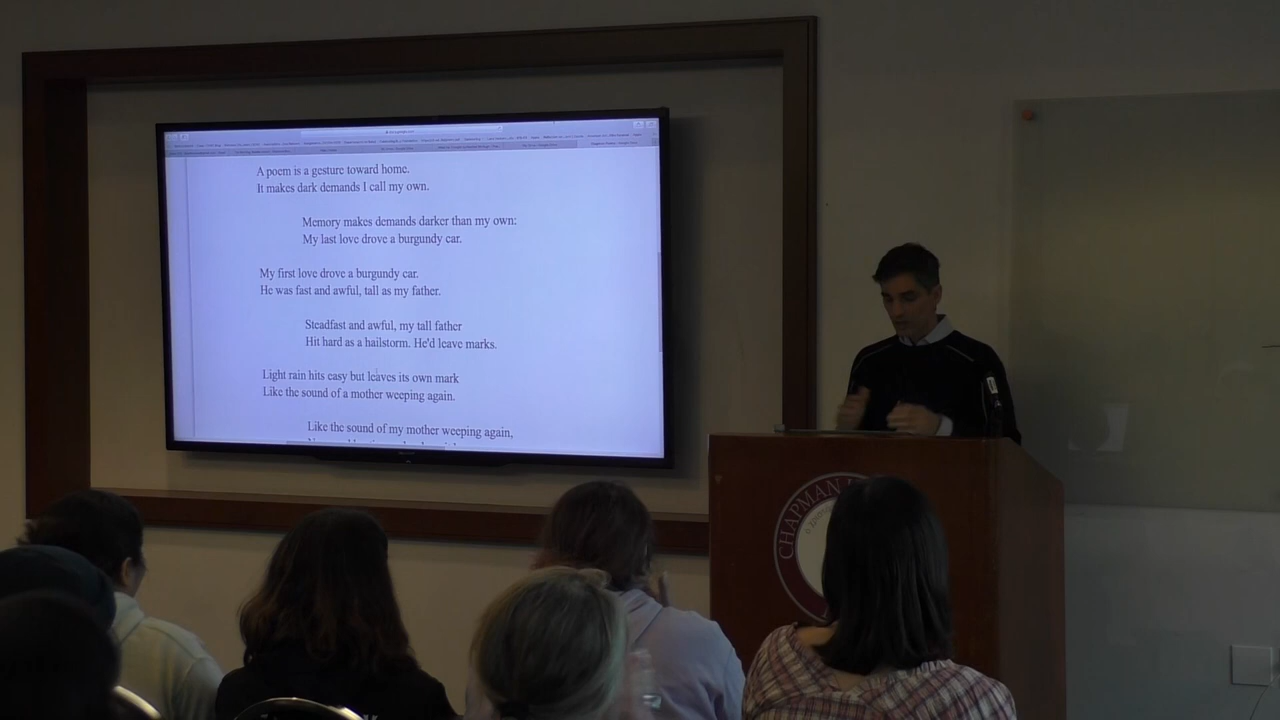 A poem is a gesture toward home.
It makes dark demands I call my own.
Memory makes demands darker than my own:
My last love drove a burgundy car.
My first love drove a burgundy car.
He was fast and awful, tall as my father.
Steadfast and awful, my tall father
Hit hard as a hailstorm. He'd leave marks.
Light rain hits easy but leaves its own mark
Like the sound of a mother weeping again.
Like the sound of my mother weeping again,
CHAPMAN